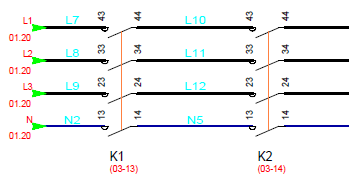 L1 L7 43 44 L10 43 44
01.20
L2 L8 33 34 L11 33 34
01.20
L3 L9 23 24 L12 23 24
01.20
N N2 13 14 N5 13 14
01.20
K1 K2
(03-13) (03-14)